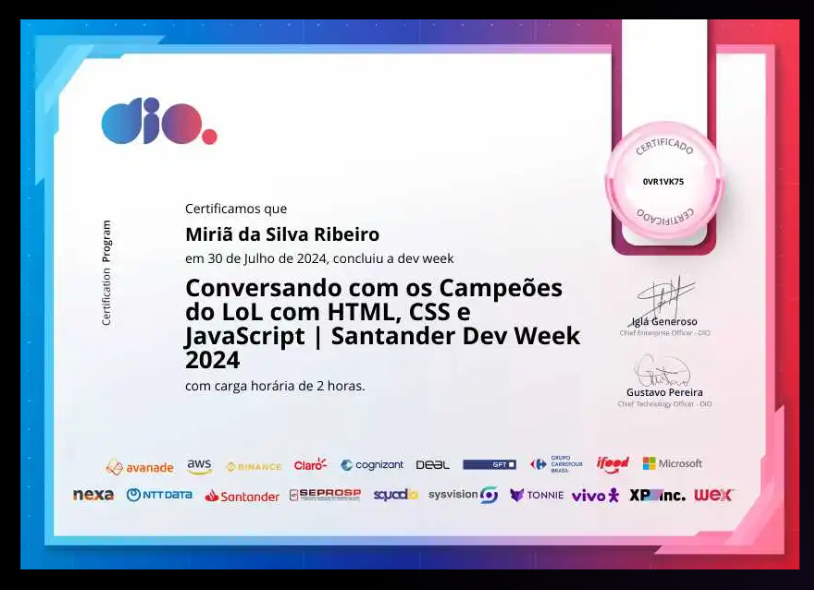 dio.
CERTIFICADO
0VR1VK75
CERTIFICADO
Certification Program
Certificamos que
Miriã da Silva Ribeiro
em 30 de Julho de 2024, concluiu a dev week
Conversando com os Campeões
do LoL com HTML, CSS e
JavaScript | Santander Dev Week
2024
com carga horária de 2 horas.
Iglá Generoso
Chief Enterprise Officer - DIO
Gustavo Pereira
Chief Technology Officer - DIO
avanade aws BINANCE Claro cognizant DEAL GFT GRUPO CARREFOUR BRASIL ifood Microsoft
nexa NTT DATA Santander SEPROSP squadio sysvision TONNIE vivo XP inc. wex